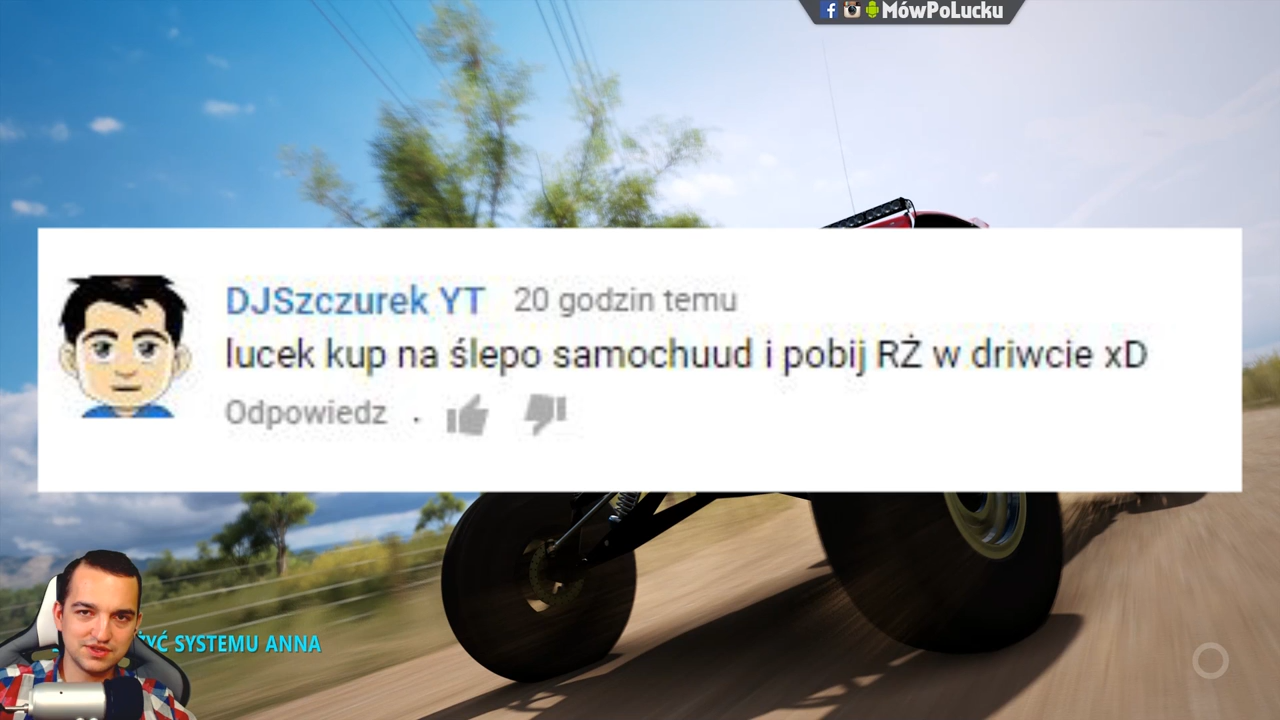 MówPoLucku
DJSzczurek YT 20 godzin temu
lucek kup na ślepo samochuud i pobij RŻ w driwcie xD
Odpowiedz .
SYSTEMU ANNA